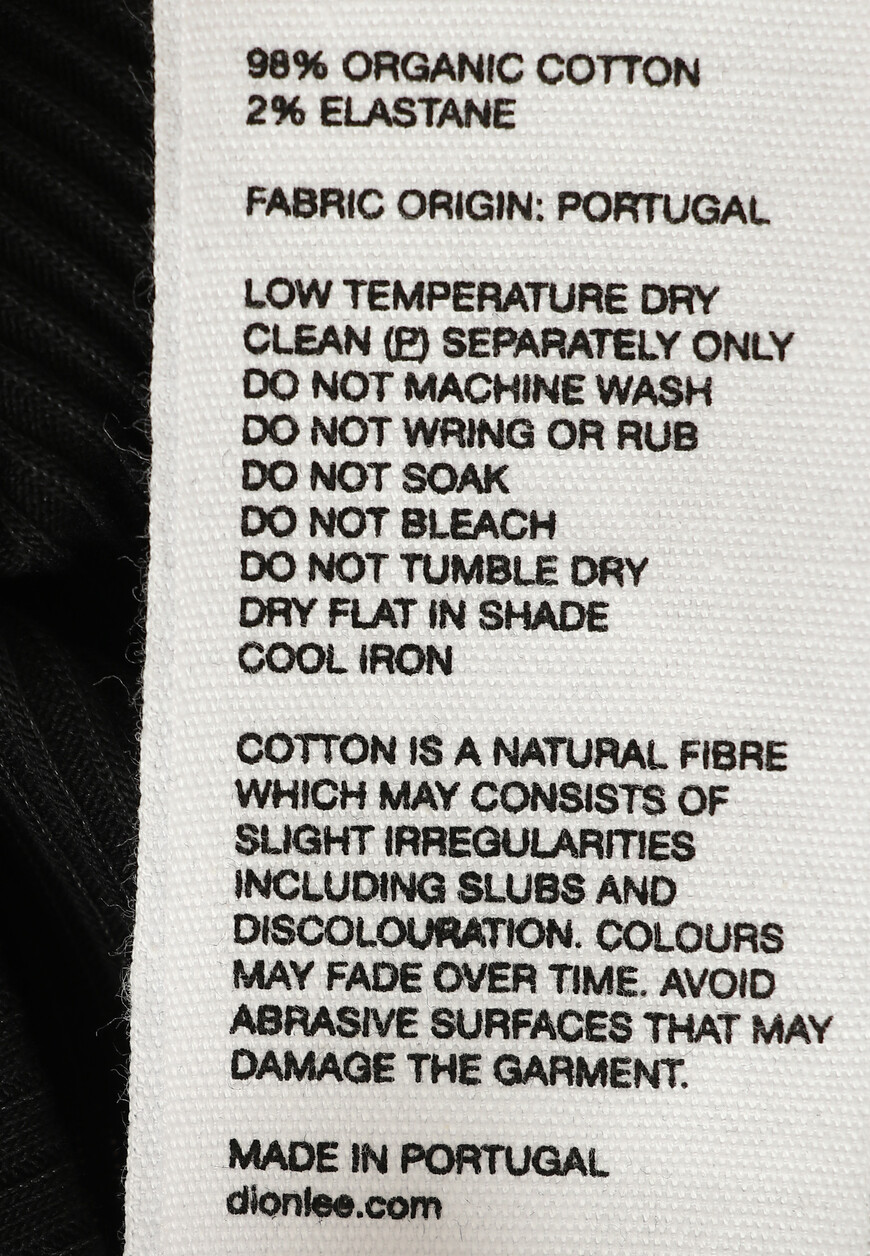 98% ORGANIC COTTON
2% ELASTANE
FABRIC ORIGIN: PORTUGAL
LOW TEMPERATURE DRY
CLEAN (P) SEPARATELY ONLY
DO NOT MACHINE WASH
DO NOT WRING OR RUB
DO NOT SOAK
DO NOT BLEACH
DO NOT TUMBLE DRY
DRY FLAT IN SHADE
COOL IRON
COTTON IS A NATURAL FIBRE
WHICH MAY CONSISTS OF
SLIGHT IRREGULARITIES
INCLUDING SLUBS AND
DISCOLOURATION. COLOURS
MAY FADE OVER TIME. AVOID
ABRASIVE SURFACES THAT MAY
DAMAGE THE GARMENT.
MADE IN PORTUGAL
dionlee.com